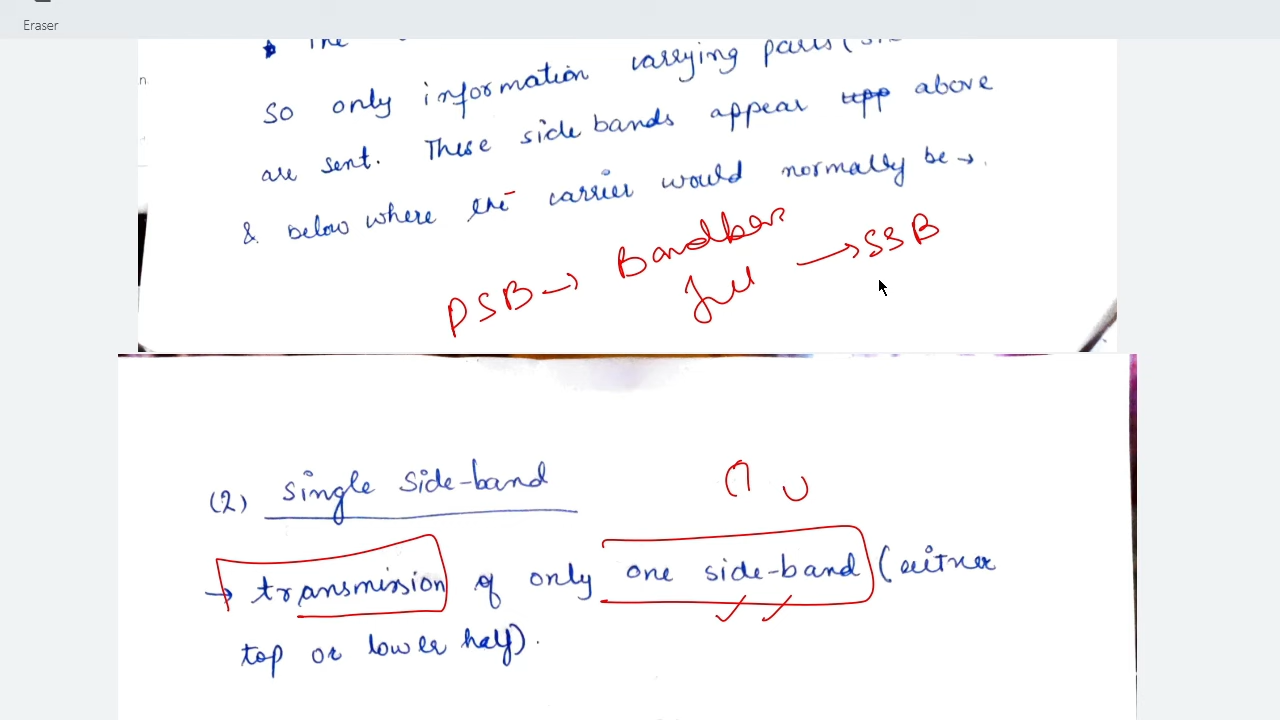 Eraser
n
The
So only information carrying parts (
are sent. These side bands appear upp above
& below where the carrier would normally be →.
DSB → Band
full → SSB
(2) Single Side-band
→ transmission of only one side-band (either
top or lower half).